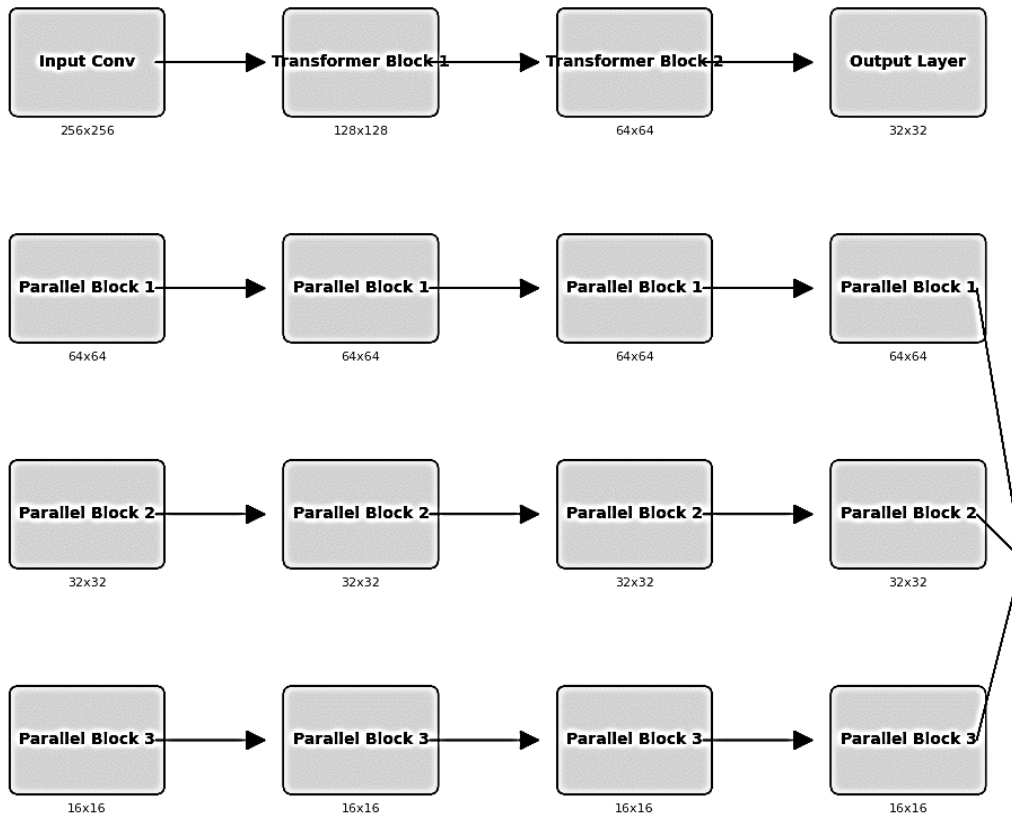 Input Conv
Transformer Block 1
Transformer Block 2
Output Layer
256x256
128x128
64x64
32x32
Parallel Block 1
Parallel Block 1
Parallel Block 1
Parallel Block 1
64x64
64x64
64x64
64x64
Parallel Block 2
Parallel Block 2
Parallel Block 2
Parallel Block 2
32x32
32x32
32x32
32x32
Parallel Block 3
Parallel Block 3
Parallel Block 3
Parallel Block 3
16x16
16x16
16x16
16x16